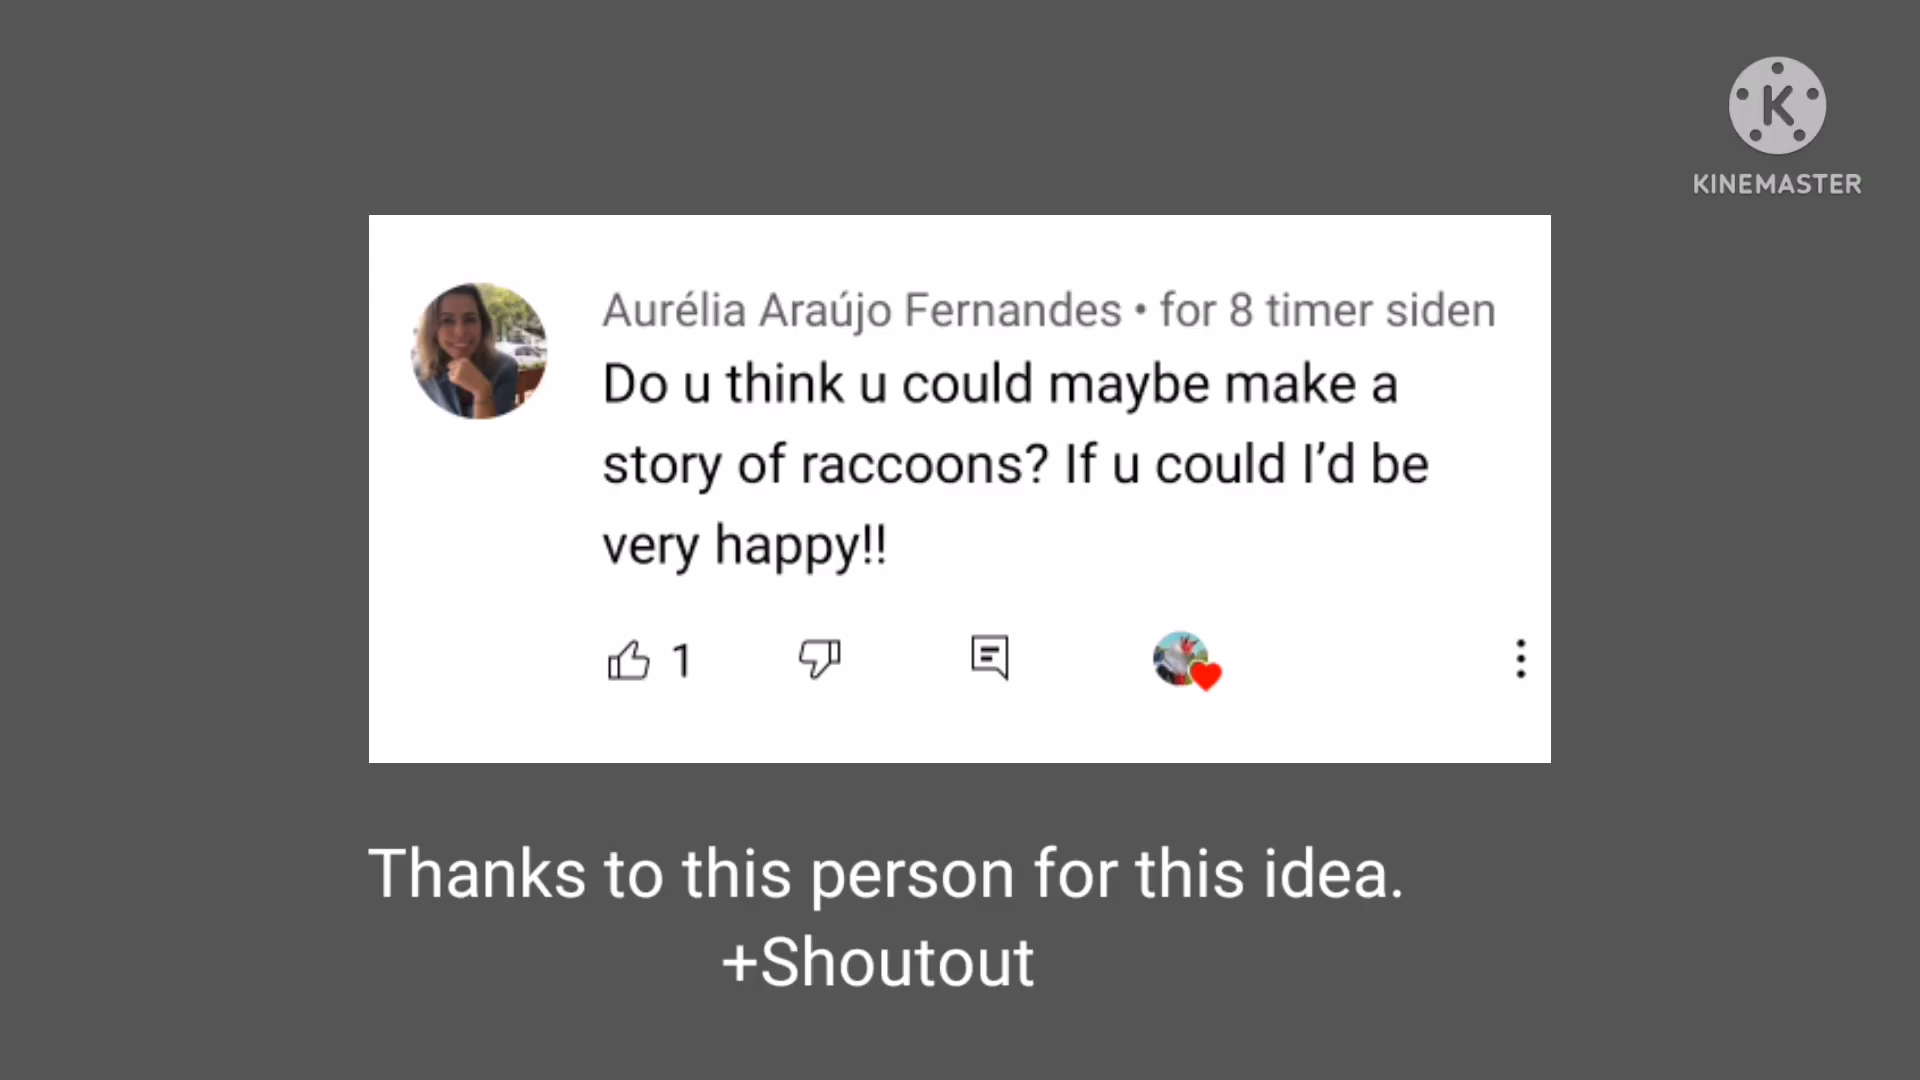 K
KINEMASTER
Aurélia Araújo Fernandes • for 8 timer siden
Do u think u could maybe make a
story of raccoons? If u could I’d be
very happy!!
1
Thanks to this person for this idea.
+Shoutout